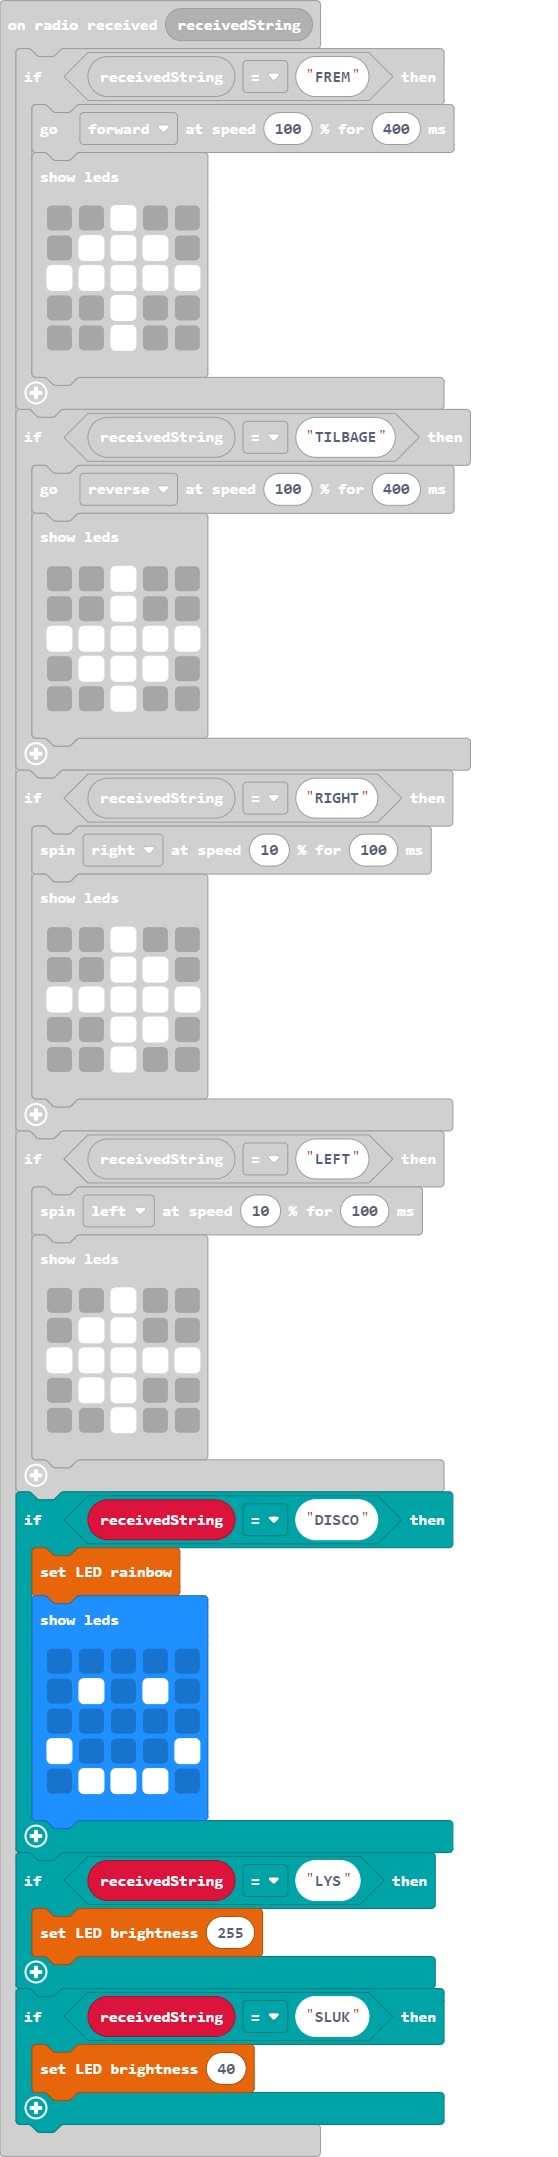 on radio received receivedString
if receivedString = "FREM" then
go forward at speed 100 % for 400 ms
show leds
if receivedString = "TILBAGE" then
go reverse at speed 100 % for 400 ms
show leds
if receivedString = "RIGHT" then
spin right at speed 10 % for 100 ms
show leds
if receivedString = "LEFT" then
spin left at speed 10 % for 100 ms
show leds
if receivedString = "DISCO" then
set LED rainbow
show leds
if receivedString = "LYS" then
set LED brightness 255
if receivedString = "SLUK" then
set LED brightness 40